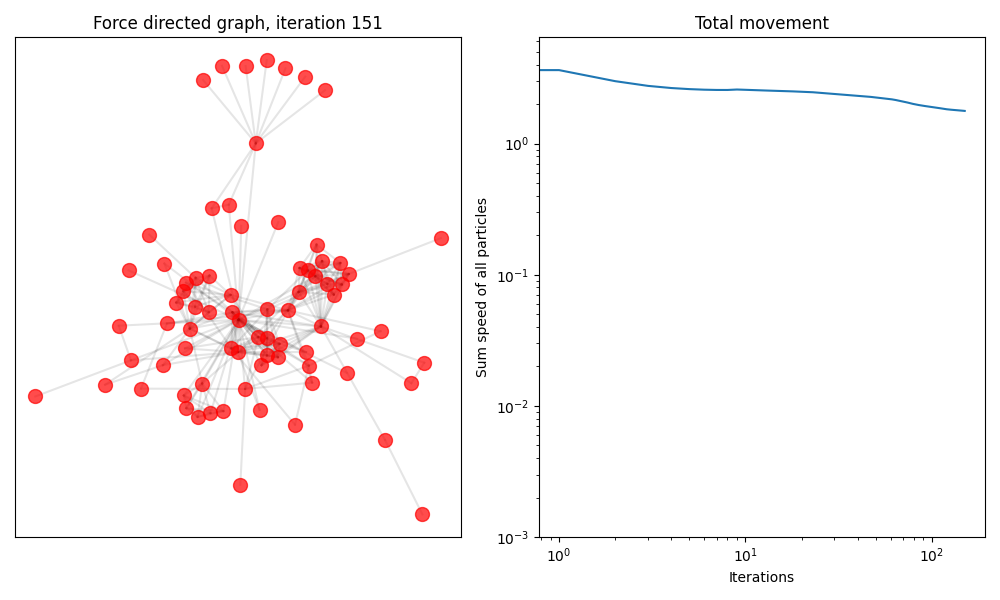 Force directed graph, iteration 151
Total movement
Sum speed of all particles
10⁰
10⁻¹
10⁻²
10⁻³
10⁰
10¹
10²
Iterations